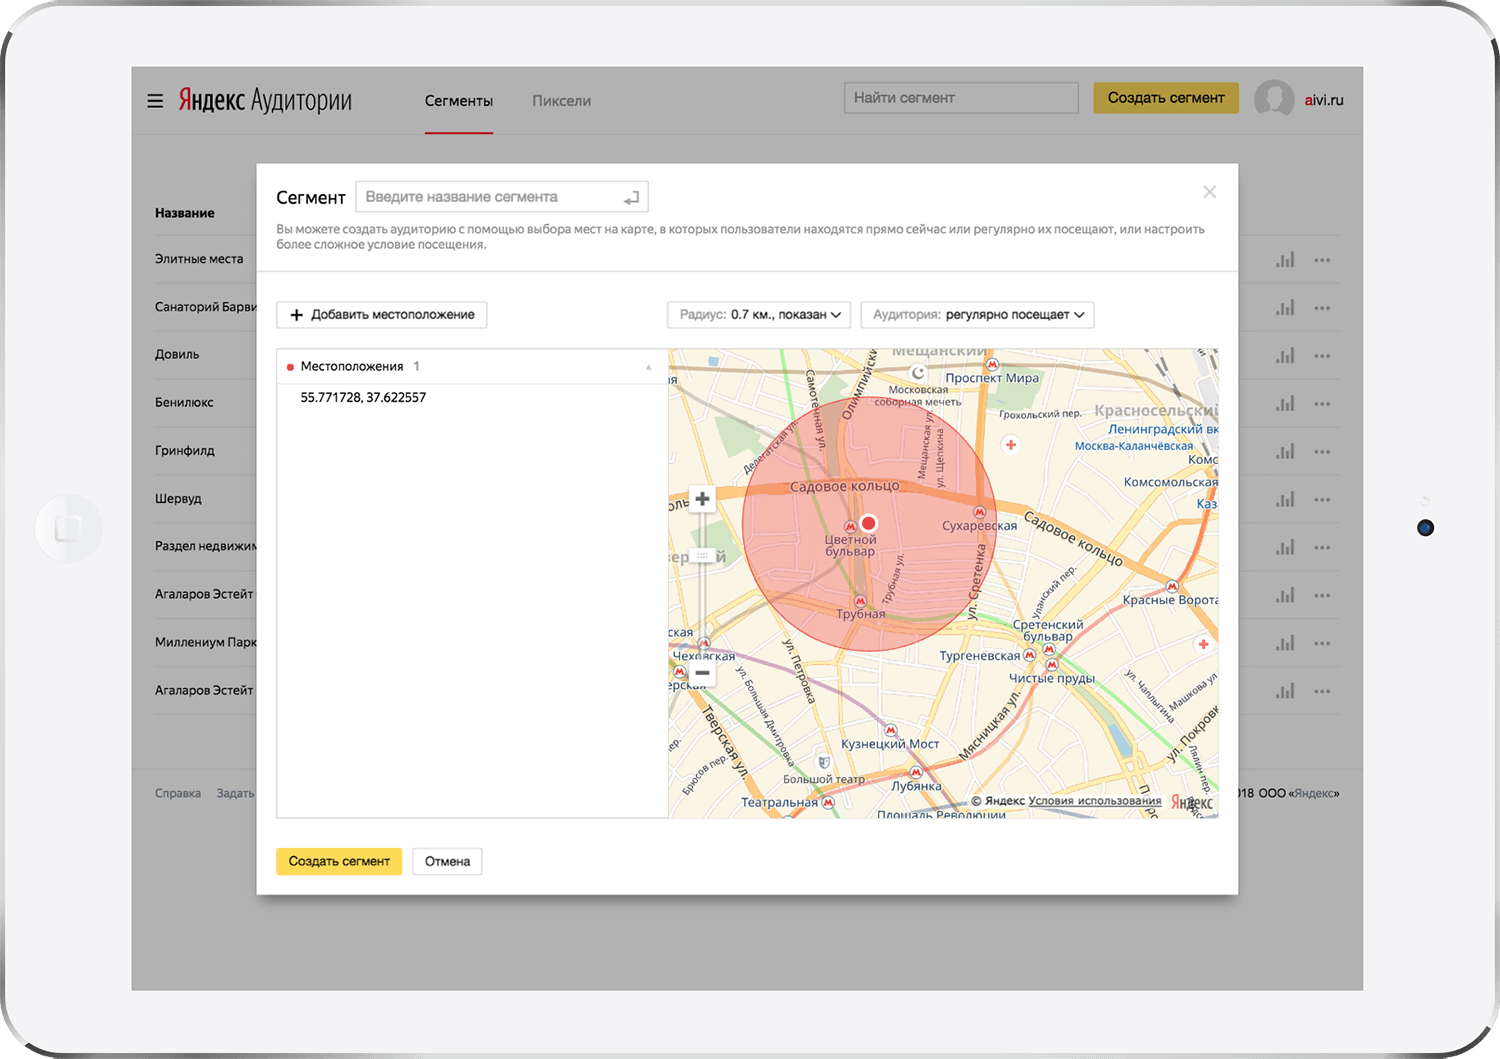 Яндекс Аудитории
Сегменты
Пиксели
Найти сегмент
Создать сегмент
aivi.ru
Название
Элитные места
Санаторий Барви
Довиль
Бенилюкс
Гринфилд
Шервуд
Раздел недвижим
Агаларов Эстейт
Миллениум Парк
Агаларов Эстейт
Справка
Задать
018 ООО «Яндекс»
Сегмент
Введите название сегмента
Вы можете создать аудиторию с помощью выбора мест на карте, в которых пользователи находятся прямо сейчас или регулярно их посещают, или настроить
более сложное условие посещения.
+ Добавить местоположение
Радиус: 0.7 км., показан
Аудитория: регулярно посещает
Местоположения 1
55.771728, 37.622557
Мещанский
Проспект Мира
Московская
соборная мечеть
Олимпийский
Самотечная ул.
Грохольский пер.
Красносельский
Ленинградский вк
Москва-Каланчёвская
Комс
Комсомольская
Каз
Делегатская ул.
Мещанская ул.
ул. Щепкина
Садовое кольцо
Сухаревская
Садовое кольцо
Цветной
бульвар
Трубная ул.
ул. Сретенка
Трубная
Уланский пер.
Красные Ворота
Сретенский
бульвар
Тургеневская
Чистые пруды
ская
Чеховская
ерская
ул. Петровка
ул. Большая Дмитровка
Тверская ул.
Брюсов пер.
Кузнецкий Мост
Мясницкая ул.
ул. Чаплыгина
Машкова ул.
ул. Покровк
Лялин пер.
Большой театр
Лубянка
Театральная
Площадь Революции
© Яндекс Условия использования
Яндекс
Создать сегмент
Отмена